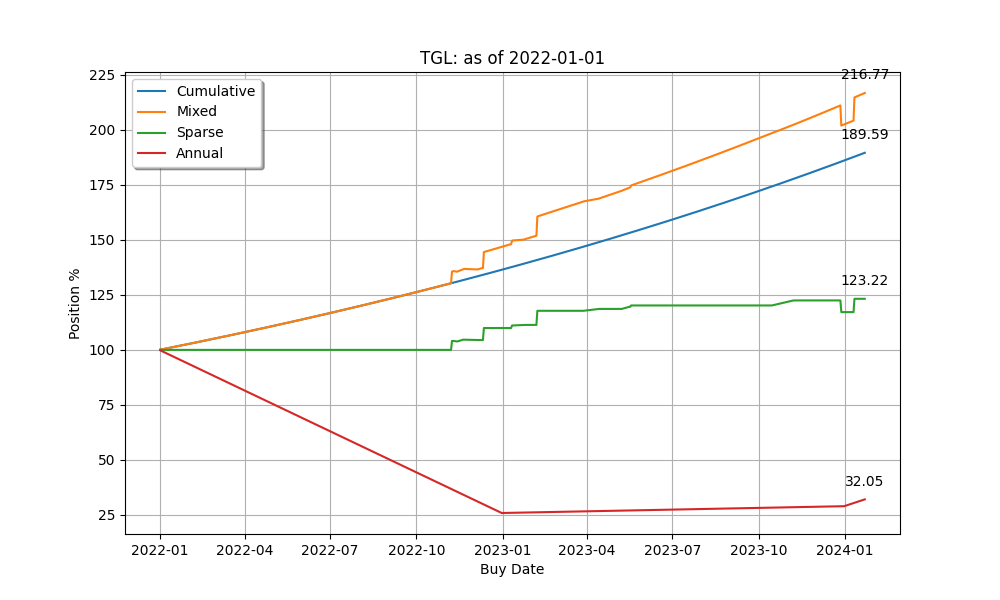 TGL: as of 2022-01-01
Cumulative
Mixed
Sparse
Annual
216.77
189.59
123.22
32.05
225
200
175
150
125
100
75
50
25
Position %
2022-01 2022-04 2022-07 2022-10 2023-01 2023-04 2023-07 2023-10 2024-01
Buy Date